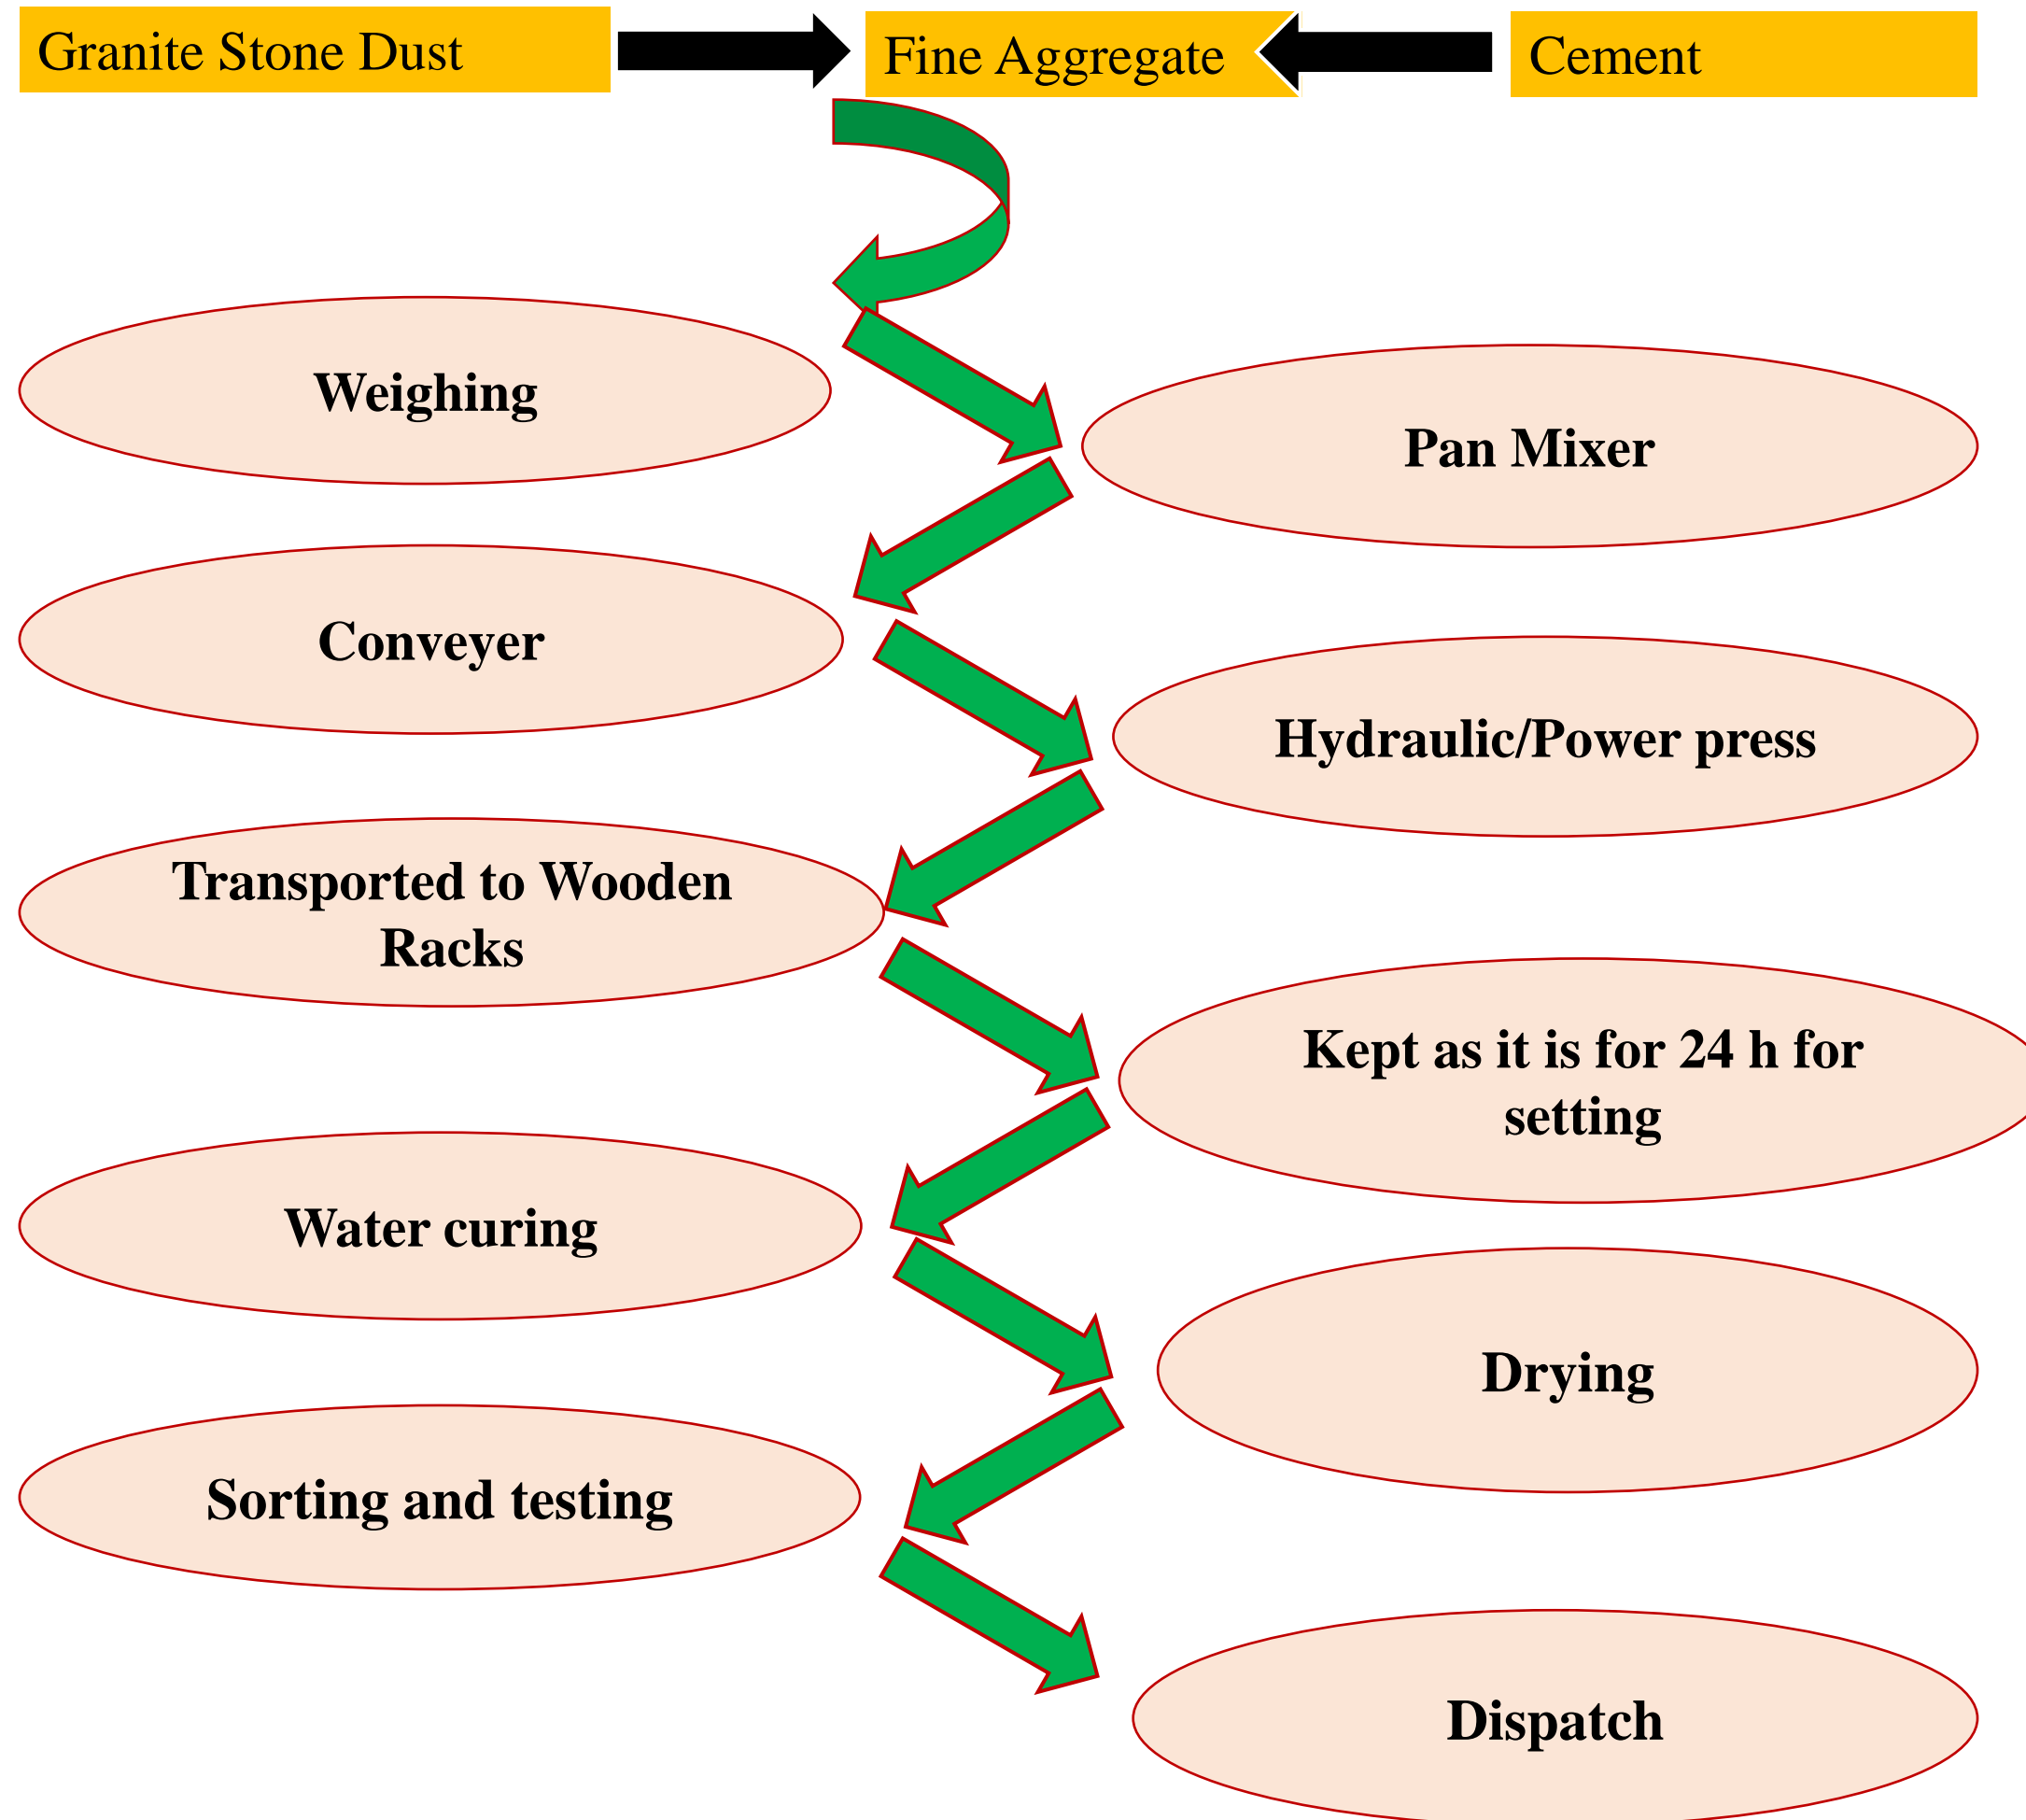 Granite Stone Dust
Fine Aggregate
Cement
Weighing
Pan Mixer
Conveyer
Hydraulic/Power press
Transported to Wooden
Racks
Kept as it is for 24 h for
setting
Water curing
Drying
Sorting and testing
Dispatch